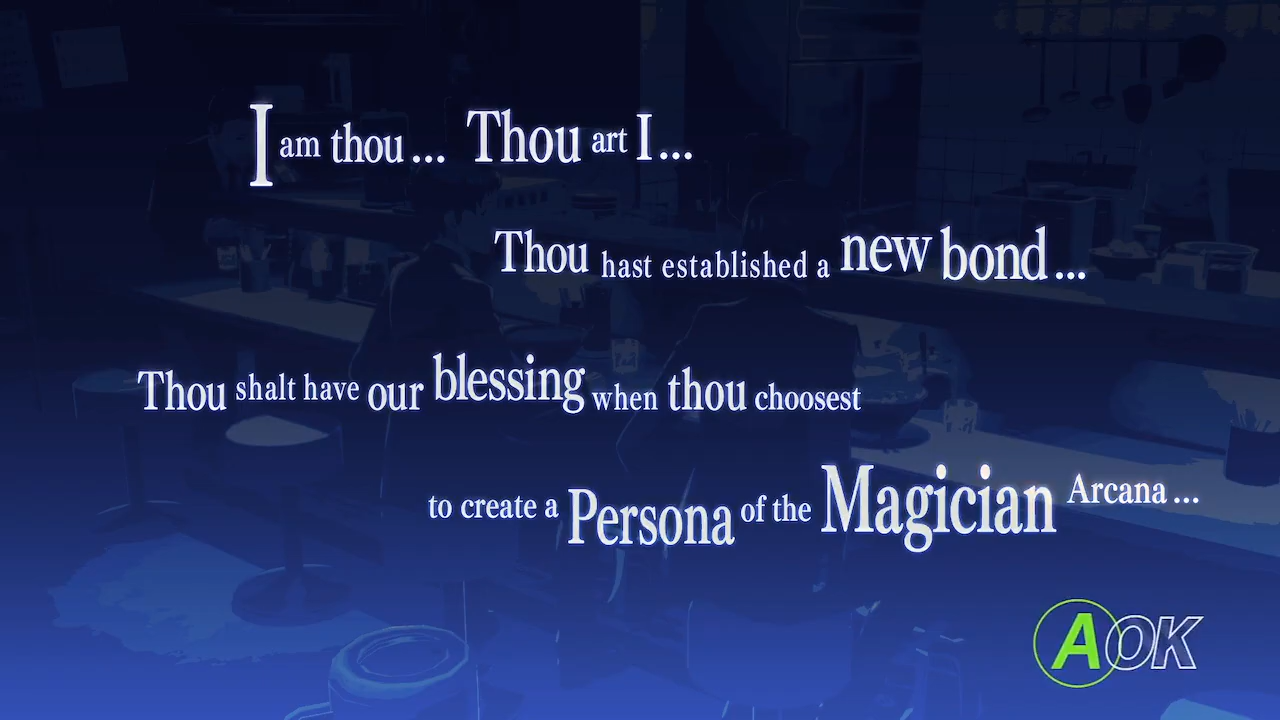 I am thou... Thou art I...
Thou hast established a new bond...
Thou shalt have our blessing when thou choosest
to create a Persona of the Magician Arcana...
A OK